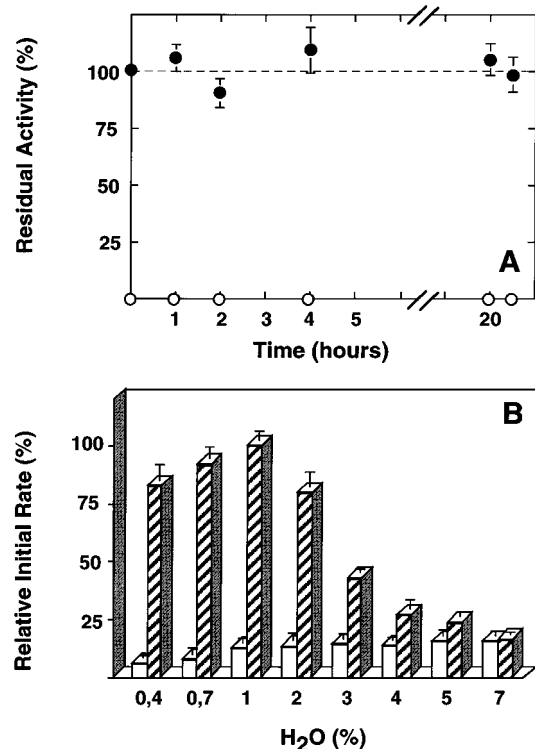 Residual Activity (%)
100
75
50
25
A
1 2 3 4 5 20
Time (hours)
B
Relative Initial Rate (%)
100
75
50
25
0,4 0,7 1 2 3 4 5 7
H₂O (%)